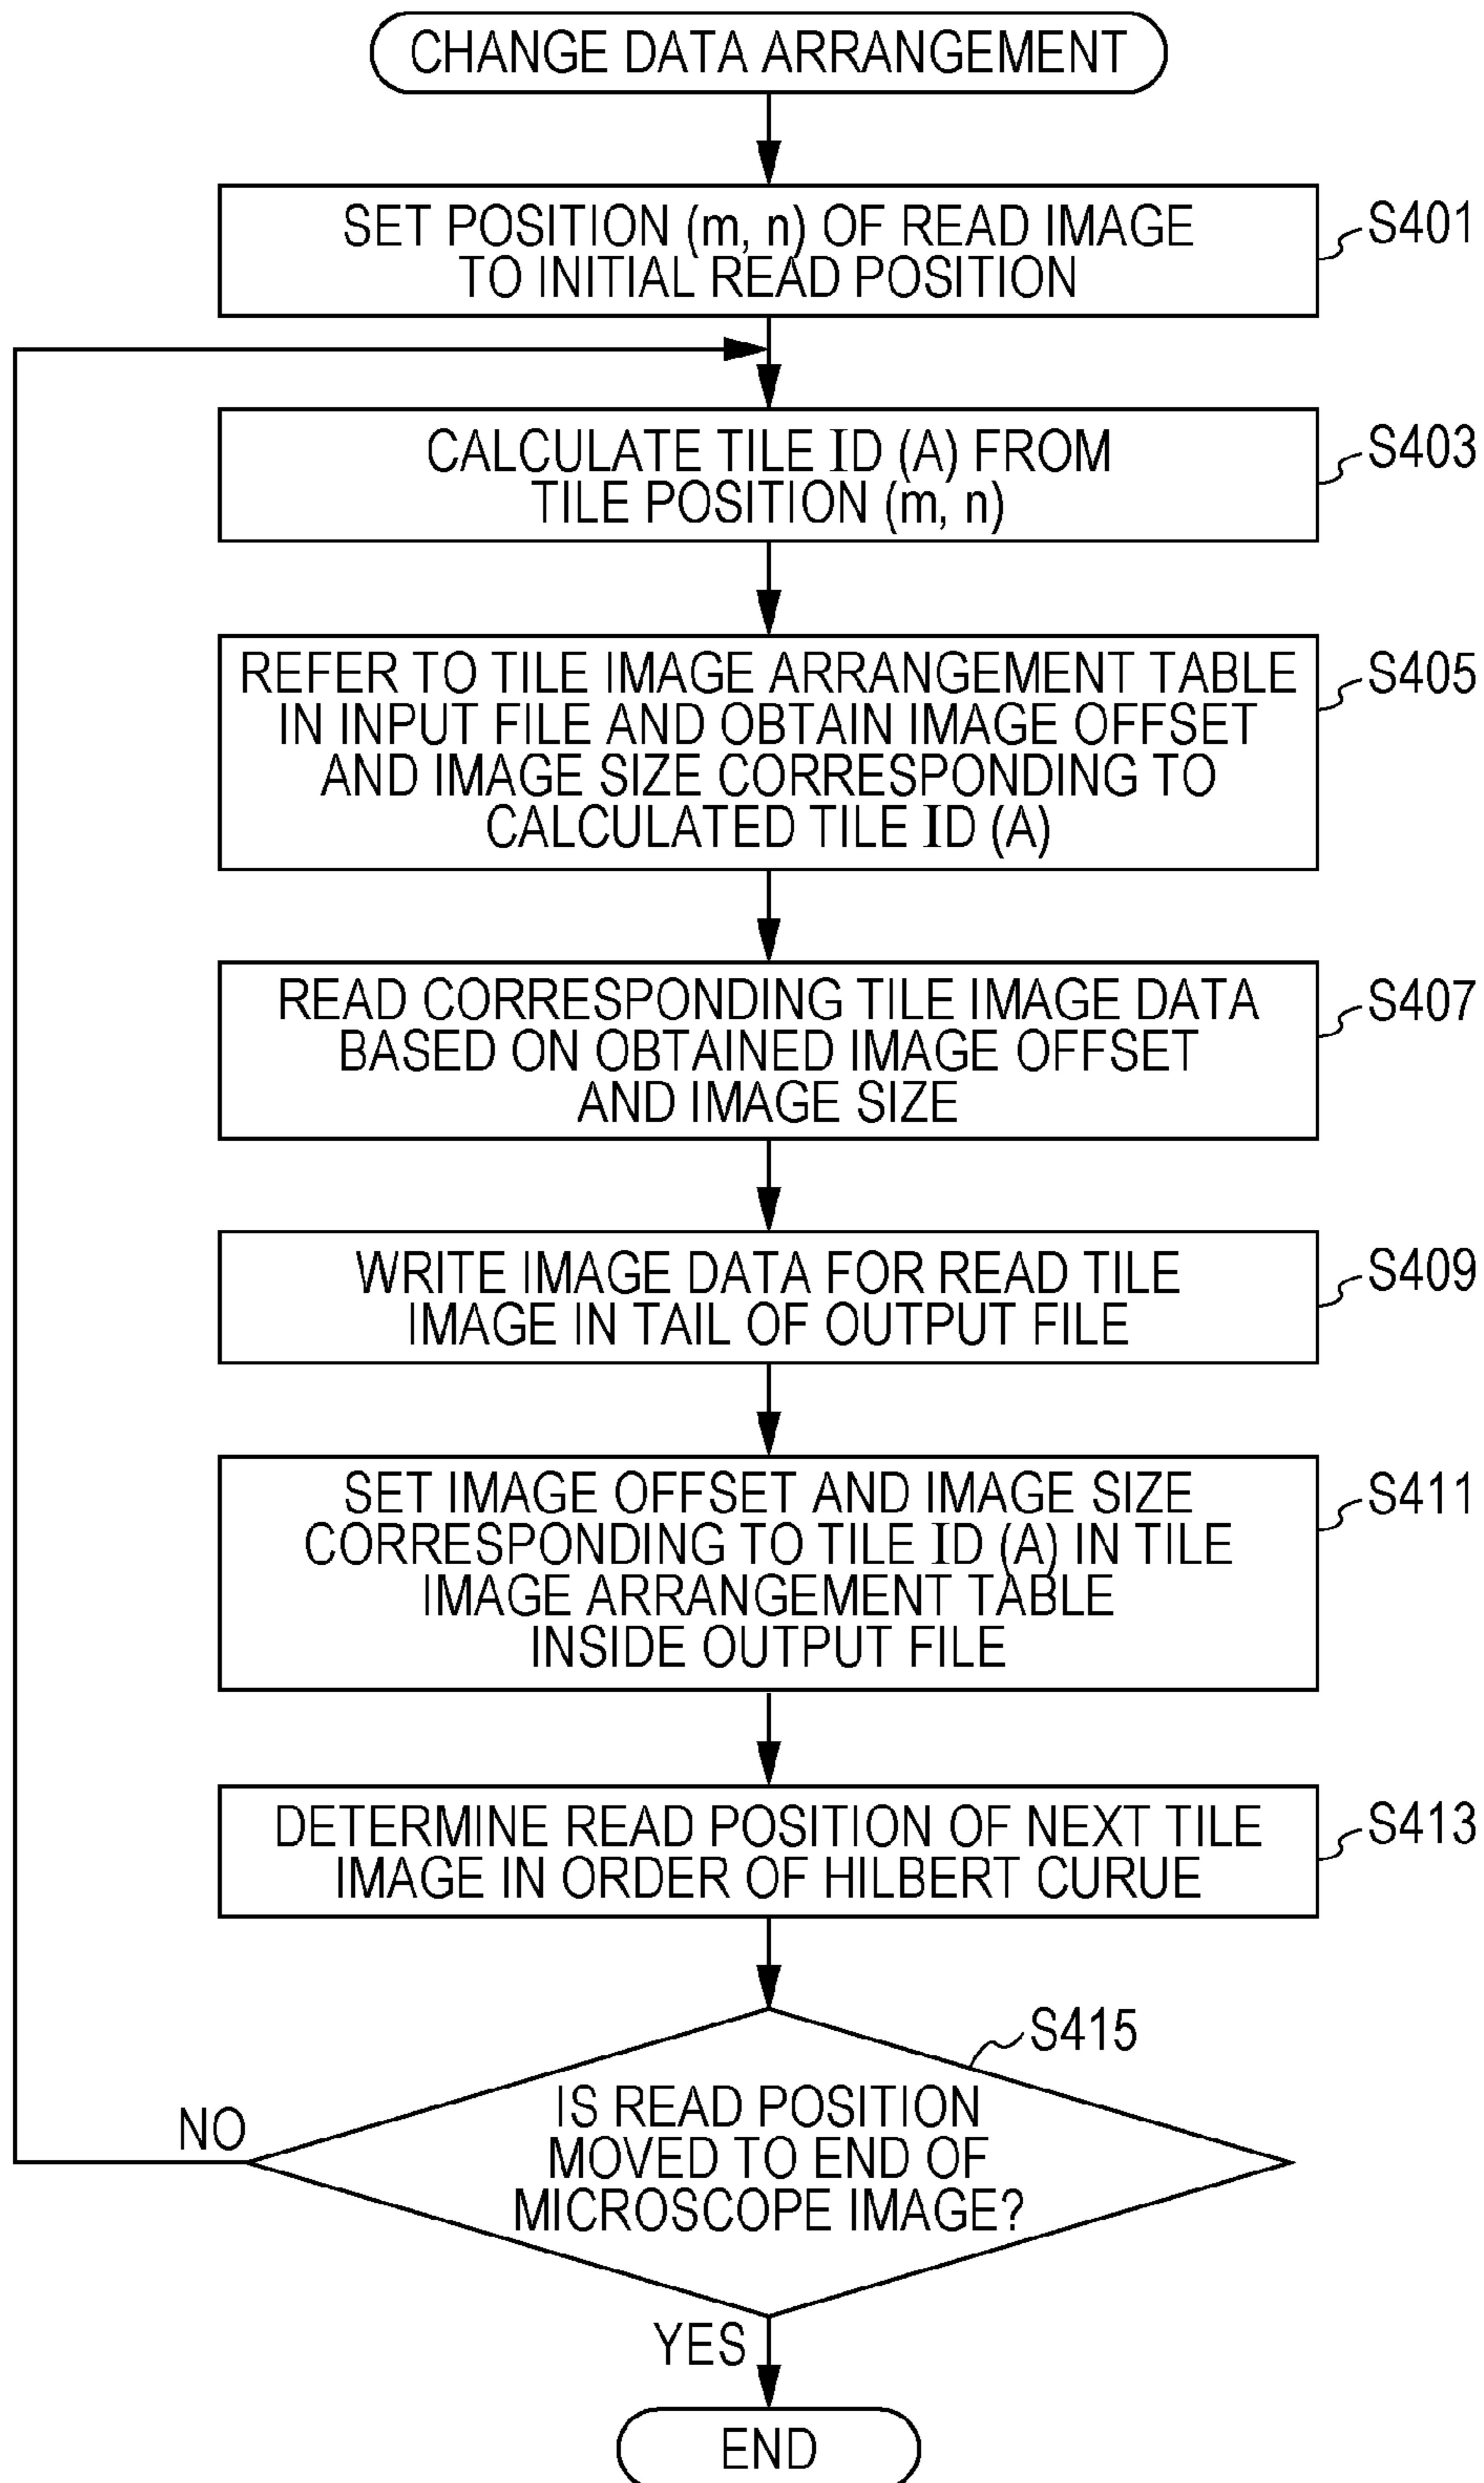 CHANGE DATA ARRANGEMENT
SET POSITION (m, n) OF READ IMAGE
TO INITIAL READ POSITION
S401
CALCULATE TILE ID (A) FROM
TILE POSITION (m, n)
S403
REFER TO TILE IMAGE ARRANGEMENT TABLE
IN INPUT FILE AND OBTAIN IMAGE OFFSET
AND IMAGE SIZE CORRESPONDING TO
CALCULATED TILE ID (A)
S405
READ CORRESPONDING TILE IMAGE DATA
BASED ON OBTAINED IMAGE OFFSET
AND IMAGE SIZE
S407
WRITE IMAGE DATA FOR READ TILE
IMAGE IN TAIL OF OUTPUT FILE
S409
SET IMAGE OFFSET AND IMAGE SIZE
CORRESPONDING TO TILE ID (A) IN TILE
IMAGE ARRANGEMENT TABLE
INSIDE OUTPUT FILE
S411
DETERMINE READ POSITION OF NEXT TILE
IMAGE IN ORDER OF HILBERT CURUE
S413
S415
IS READ POSITION
MOVED TO END OF
MICROSCOPE IMAGE?
NO
YES
END